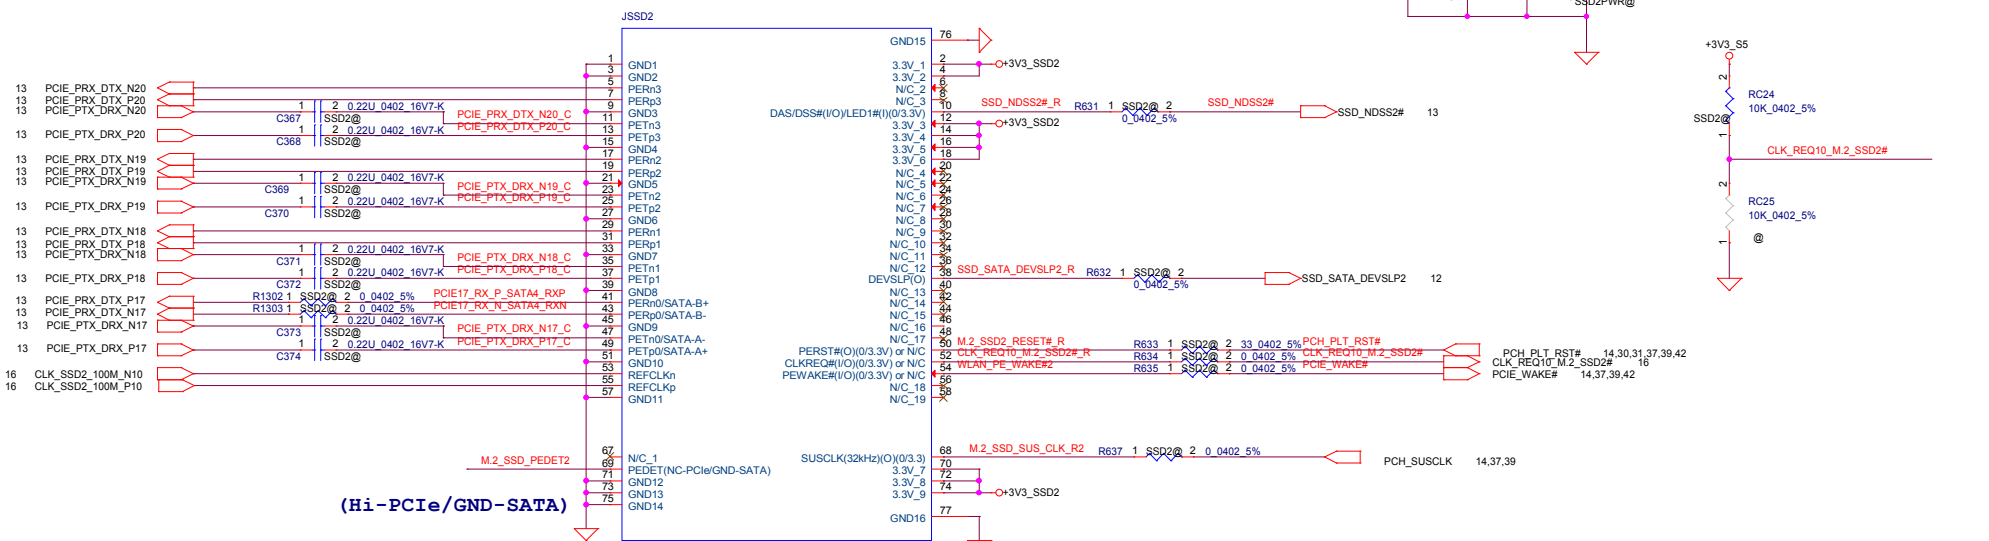 JSSD2
SSD2PWR@
76 GND15
1 GND1 3.3V_1 2 +3V3_SSD2
3 GND2 3.3V_2 4
13 PCIE_PRX_DTX_N20 5 PERn3 N/C_2 6
13 PCIE_PRX_DTX_P20 7 PERp3 N/C_3 8
13 PCIE_PTX_DRX_N20 C367 1 2 0.22U_0402_16V7-K SSD2@ PCIE_PRX_DTX_N20_C 9 GND3 DAS/DSS#(I/O)/LED1#(I)(0/3.3V) 10 SSD_NDSS2#_R R631 1 SSD2@ 2 0_0402_5% SSD_NDSS2# SSD_NDSS2# 13
11 PETn3 3.3V_3 12 +3V3_SSD2
13 PCIE_PTX_DRX_P20 C368 1 2 0.22U_0402_16V7-K SSD2@ PCIE_PTX_DRX_P20_C 13 PETp3 3.3V_4 14
15 GND4 3.3V_5 16
13 PCIE_PRX_DTX_N19 17 PERn2 3.3V_6 18
13 PCIE_PRX_DTX_P19 19 PERp2 N/C_4 20
13 PCIE_PTX_DRX_N19 C369 1 2 0.22U_0402_16V7-K SSD2@ PCIE_PTX_DRX_N19_C 21 GND5 N/C_5 22
23 PETn2 N/C_6 24
13 PCIE_PTX_DRX_P19 C370 1 2 0.22U_0402_16V7-K SSD2@ PCIE_PTX_DRX_P19_C 25 PETp2 N/C_7 26
27 GND6 N/C_8 28
13 PCIE_PRX_DTX_N18 29 PERn1 N/C_9 30
13 PCIE_PRX_DTX_P18 31 PERp1 N/C_10 32
13 PCIE_PTX_DRX_N18 C371 1 2 0.22U_0402_16V7-K SSD2@ PCIE_PTX_DRX_N18_C 33 GND7 N/C_11 34
35 PETn1 N/C_12 36
13 PCIE_PTX_DRX_P18 C372 1 2 0.22U_0402_16V7-K SSD2@ PCIE_PTX_DRX_P18_C 37 PETp1 DEVSLP(O) 38 SSD_SATA_DEVSLP2_R R632 1 SSD2@ 2 0_0402_5% SSD_SATA_DEVSLP2 12
39 GND8 N/C_13 40
13 PCIE_PRX_DTX_P17 R1302 1 SSD2@ 2 0_0402_5% PCIE17_RX_P_SATA4_RXP 41 PERn0/SATA-B+ N/C_14 42
13 PCIE_PRX_DTX_N17 R1303 1 SSD2@ 2 0_0402_5% PCIE17_RX_N_SATA4_RXN 43 PERp0/SATA-B- N/C_15 44
13 PCIE_PTX_DRX_N17 C373 1 2 0.22U_0402_16V7-K SSD2@ PCIE_PTX_DRX_N17_C 45 GND9 N/C_16 46
47 PETn0/SATA-A- N/C_17 48
13 PCIE_PTX_DRX_P17 C374 1 2 0.22U_0402_16V7-K SSD2@ PCIE_PTX_DRX_P17_C 49 PETp0/SATA-A+ PERST#(O)(0/3.3V) or N/C 50 M.2_SSD2_RESET#_R R633 1 SSD2@ 2 33_0402_5% PCH_PLT_RST# PCH_PLT_RST# 14,30,31,37,39,42
51 GND10 CLKREQ#(I/O)(0/3.3V) or N/C 52 CLK_REQ10_M.2_SSD2#_R R634 1 SSD2@ 2 0_0402_5% CLK_REQ10_M.2_SSD2# CLK_REQ10_M.2_SSD2# 16
16 CLK_SSD2_100M_N10 53 REFCLKn PEWAKE#(I/O)(0/3.3V) or N/C 54 WLAN_PE_WAKE#2 R635 1 SSD2@ 2 0_0402_5% PCIE_WAKE# PCIE_WAKE# 14,37,39,42
16 CLK_SSD2_100M_P10 55 REFCLKp N/C_18 56
57 GND11 N/C_19 58
67 N/C_1 SUSCLK(32kHz)(O)(0/3.3) 68 M.2_SSD_SUS_CLK_R2 R637 1 SSD2@ 2 0_0402_5% PCH_SUSCLK 14,37,39
M.2_SSD_PEDET2 69 PEDET(NC-PCIe/GND-SATA) 3.3V_7 70
71 GND12 3.3V_8 72
73 GND13 3.3V_9 74 +3V3_SSD2
(Hi-PCIe/GND-SATA) 75 GND14
GND16 77
+3V3_S5
2
RC24
10K_0402_5%
SSD2@
1
CLK_REQ10_M.2_SSD2#
2
RC25
10K_0402_5%
1
@